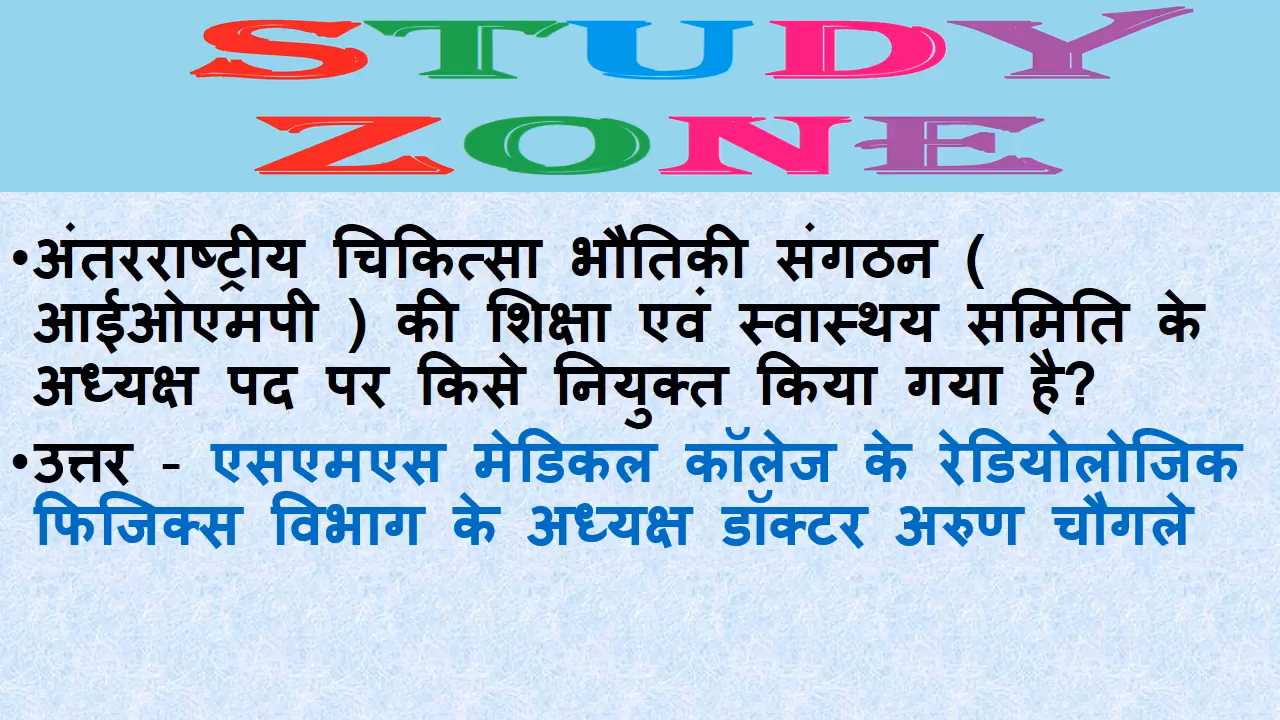 STUDY
ZONE
•अंतरराष्ट्रीय चिकित्सा भौतिकी संगठन (
आईओएमपी ) की शिक्षा एवं स्वास्थय समिति के
अध्यक्ष पद पर किसे नियुक्त किया गया है?
•उत्तर - एसएमएस मेडिकल कॉलेज के रेडियोलोजिक
फिजिक्स विभाग के अध्यक्ष डॉक्टर अरुण चौगले